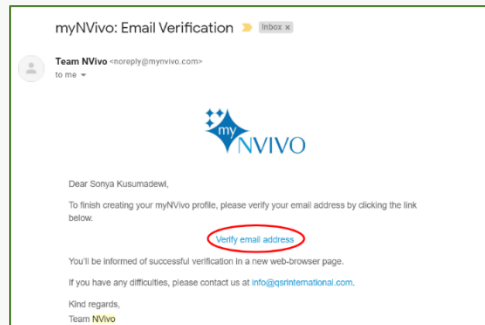 myNVivo: Email Verification
Inbox x
Team NVivo <noreply@mynvivo.com>
to me
my
NVIVO
Dear Sonya Kusumadewi,
To finish creating your myNVivo profile, please verify your email address by clicking the link
below.
Verify email address
You'll be informed of successful verification in a new web-browser page.
If you have any difficulties, please contact us at info@qsrinternational.com.
Kind regards,
Team NVivo